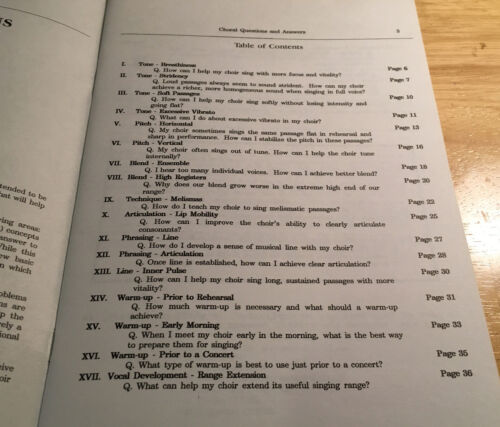 Choral Questions and Answers 3
Table of Contents
I. Tone - Breathiness
Q. How can I help my choir sing with more focus and vitality? Page 6
II. Tone - Stridency
Q. Loud passages always seem to sound strident. How can my choir Page 7
achieve a richer, more homogenous sound when singing in full voice?
III. Tone - Soft Passages Page 10
Q. How can I help my choir sing softly without losing intensity and
going flat?
IV. Tone - Excessive Vibrato Page 11
Q. What can I do about excessive vibrato in my choir?
V. Pitch - Horizontal Page 13
Q. My choir sometimes sings the same passage flat in rehearsal and
sharp in performance. How can I stabilize the pitch in these passages?
VI. Pitch - Vertical Page 16
Q. My choir often sings out of tune. How can I help the choir tune
internally?
VII. Blend - Ensemble Page 18
Q. I hear too many individual voices. How can I achieve better blend?
VIII. Blend - High Registers Page 20
Q. Why does our blend grow worse in the extreme high end of our
range?
IX. Technique - Melismas Page 22
Q. How do I teach my choir to sing melismatic passages?
X. Articulation - Lip Mobility Page 25
Q. How can I improve the choir's ability to clearly articulate
consonants?
XI. Phrasing - Line Page 27
Q. How do I develop a sense of musical line with my choir?
XII. Phrasing - Articulation Page 28
Q. Once line is established, how can I achieve clear articulation?
XIII. Line - Inner Pulse Page 30
Q. How can I help my choir sing long, sustained passages with more
vitality?
XIV. Warm-up - Prior to Rehearsal Page 31
Q. How much warm-up is necessary and what should a warm-up
achieve?
XV. Warm-up - Early Morning Page 33
Q. When I meet my choir early in the morning, what is the best way
to prepare them for singing?
XVI. Warm-up - Prior to a Concert Page 35
Q. What type of warm-up is best to use just prior to a concert?
XVII. Vocal Development - Range Extension Page 36
Q. What can help my choir extend its useful singing range?